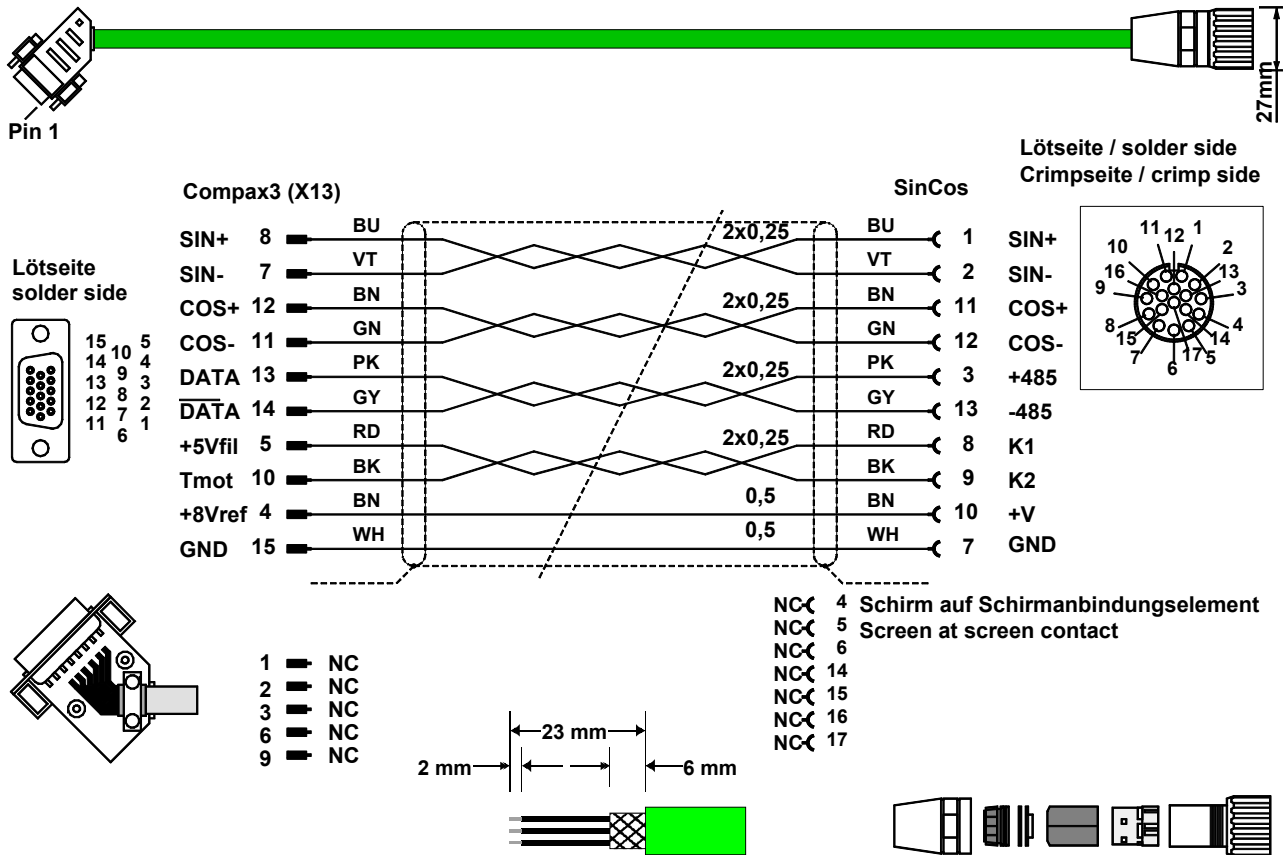 27mm
Pin 1
Lötseite / solder side
Crimpseite / crimp side
Compax3 (X13)
SinCos
SIN+ 8 BU 2x0,25 BU 1 SIN+
SIN- 7 VT VT 2 SIN-
COS+ 12 BN 2x0,25 BN 11 COS+
COS- 11 GN GN 12 COS-
DATA 13 PK 2x0,25 PK 3 +485
D̅A̅T̅A̅ 14 GY GY 13 -485
+5Vfil 5 RD 2x0,25 RD 8 K1
Tmot 10 BK BK 9 K2
+8Vref 4 BN 0,5 BN 10 +V
GND 15 WH 0,5 WH 7 GND
Lötseite
solder side
15 5
10
14 4
9
13 3
8
12 2
7
11 1
6
11 12 1
10 2
16 13
9 3
8 4
15 14
7 17 5
6
NC 4 Schirm auf Schirmanbindungselement
NC 5 Screen at screen contact
NC 6
NC 14
NC 15
NC 16
NC 17
1 NC
2 NC
3 NC
6 NC
9 NC
23 mm
2 mm 6 mm